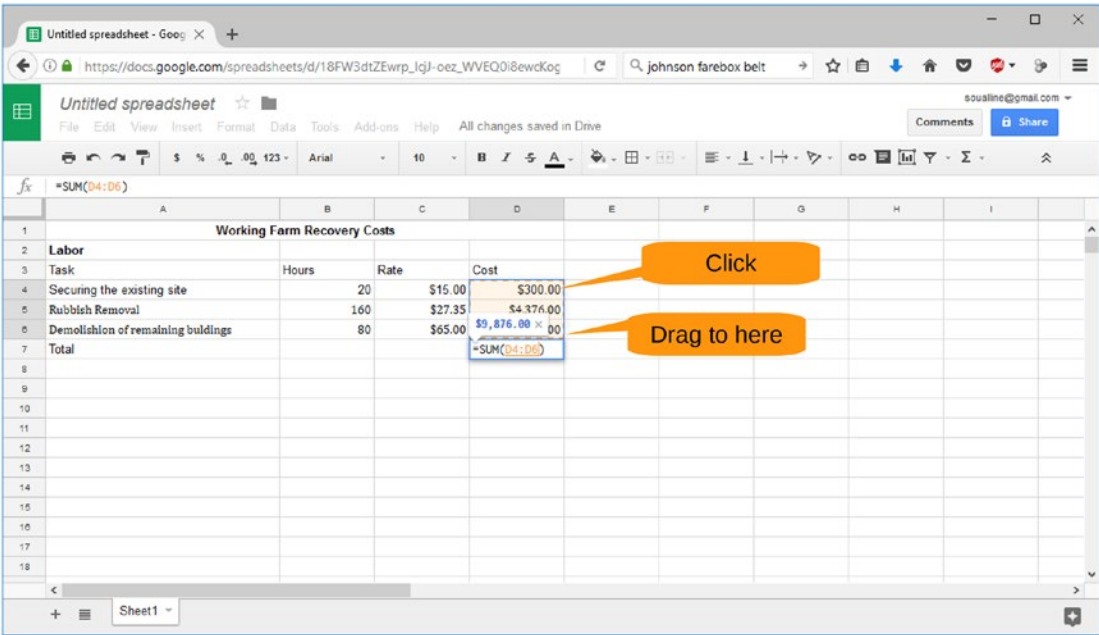 Untitled spreadsheet - Goog
https://docs.google.com/spreadsheets/d/18FW3dtZEwrp_IgJ-oez_WVEQ0i8ewcKog johnson farebox belt
Untitled spreadsheet soualline@gmail.com
File Edit View Insert Format Data Tools Add-ons Help All changes saved in Drive Comments Share
$ % .0 .00 123 Arial 10 B I S A Σ
fx =SUM(D4:D6)
A B C D E F G H I
1 Working Farm Recovery Costs
2 Labor
3 Task Hours Rate Cost Click
4 Securing the existing site 20 $15.00 $300.00
5 Rubbish Removal 160 $27.35 $4,376.00
6 Demolishion of remaining buldings 80 $65.00 $9,876.00 × 00 Drag to here
7 Total =SUM(D4:D6)
8
9
10
11
12
13
14
15
16
17
18
Sheet1